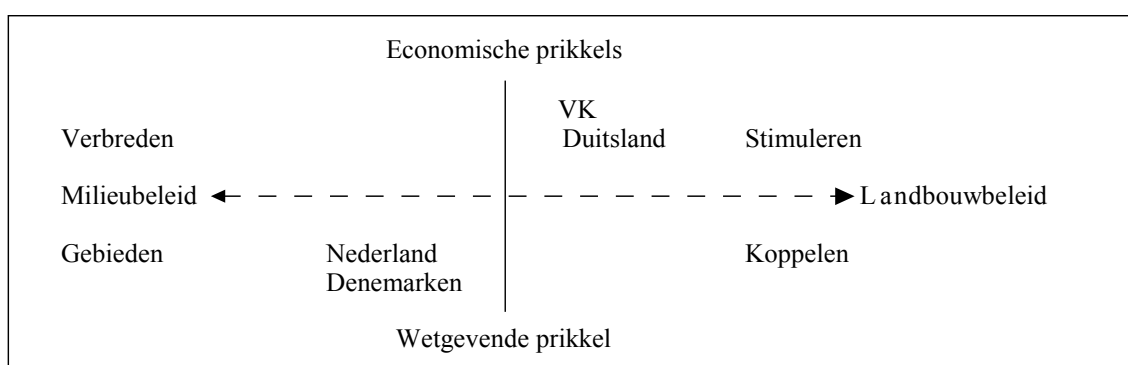 Economische prikkels
VK
Verbreden Duitsland Stimuleren
Milieubeleid Landbouwbeleid
Gebieden Nederland Koppelen
Denemarken
Wetgevende prikkel